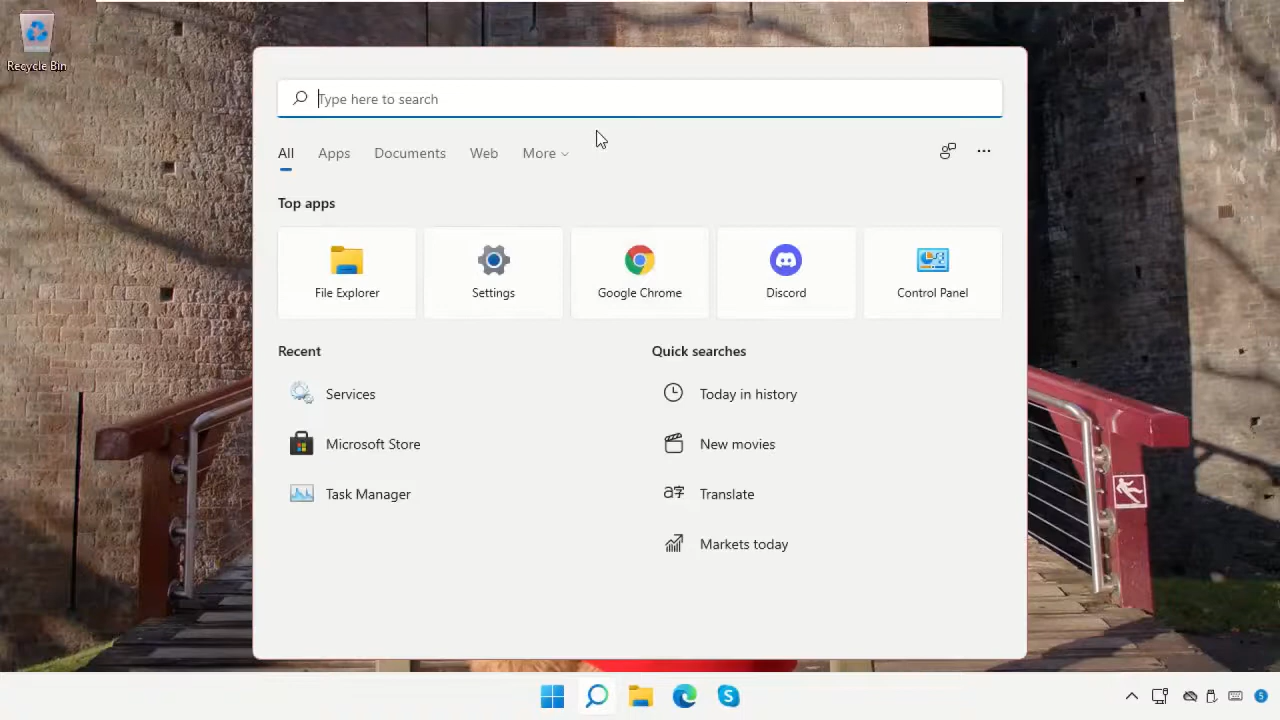 Recycle Bin
Type here to search
All Apps Documents Web More
Top apps
File Explorer Settings Google Chrome Discord Control Panel
Recent Quick searches
Services Today in history
Microsoft Store New movies
Task Manager Translate
Markets today
5